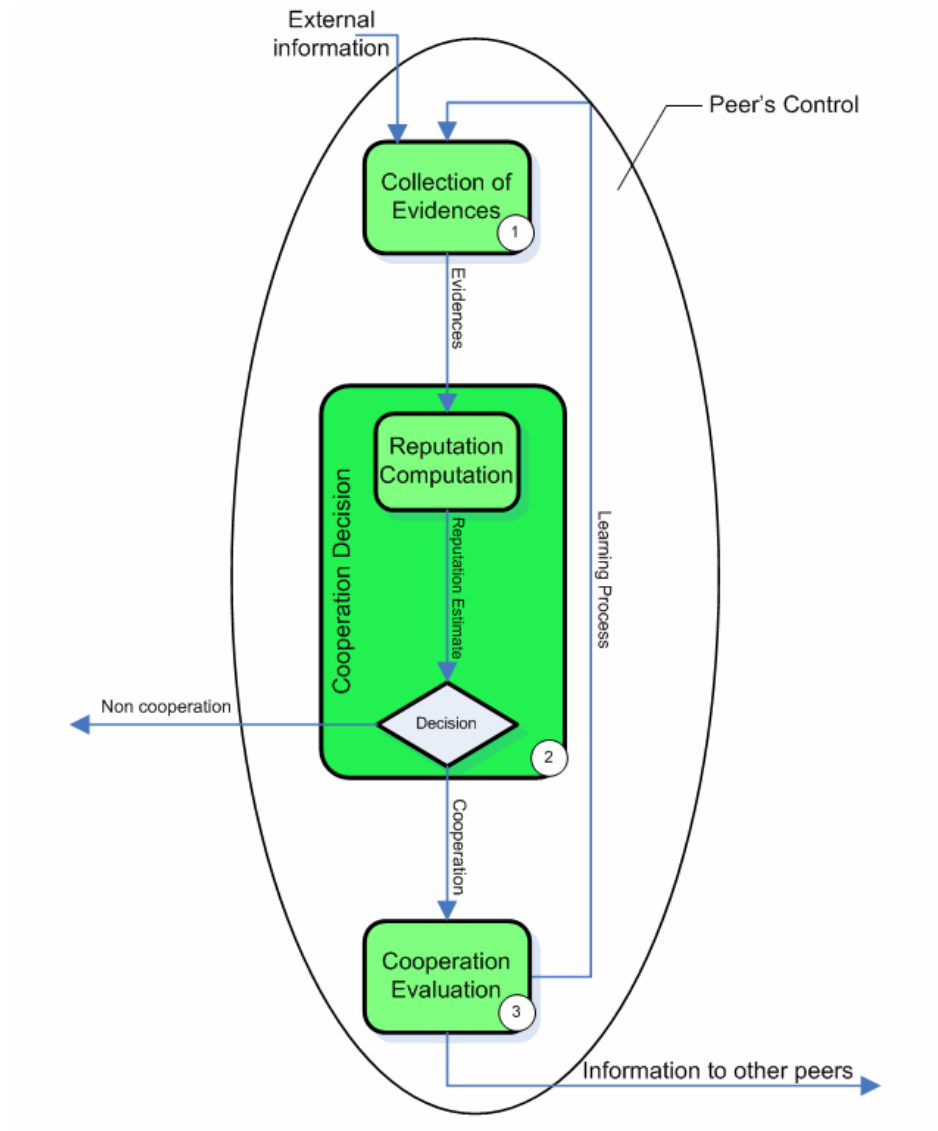 External
information
Peer's Control
Collection of
Evidences
1
Evidences
Reputation
Computation
Cooperation Decision
Reputation Estimate
Learning Process
Non cooperation
Decision
2
Cooperation
Cooperation
Evaluation
3
Information to other peers